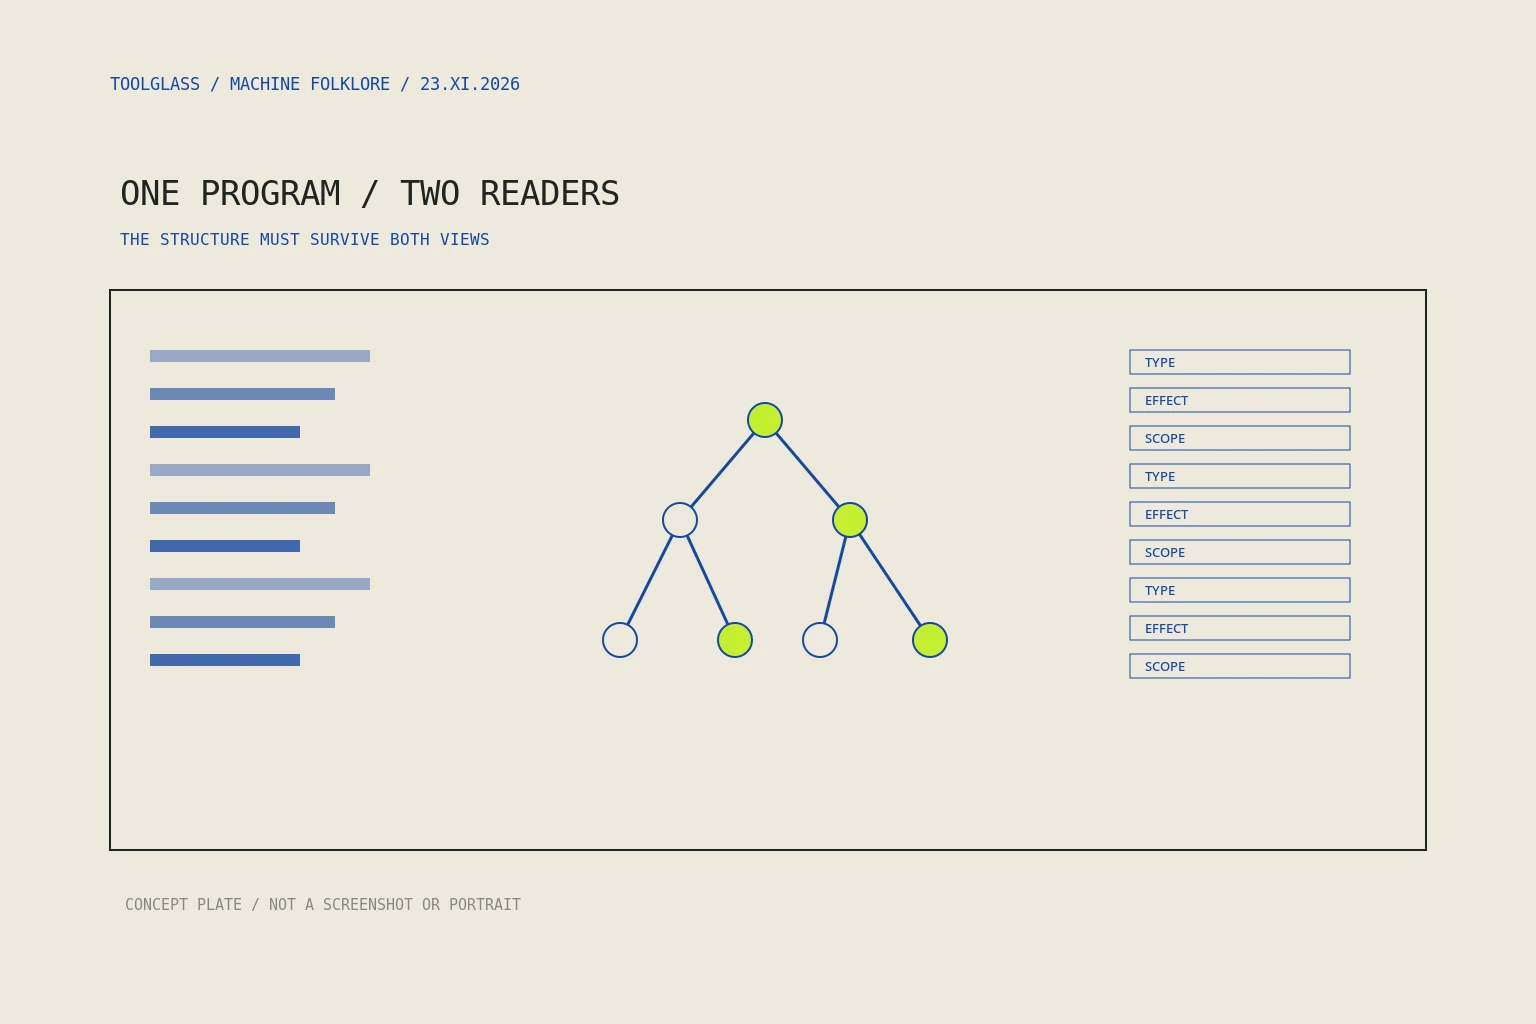 TOOLGLASS / MACHINE FOLKLORE / 23.XI.2026
ONE PROGRAM / TWO READERS
THE STRUCTURE MUST SURVIVE BOTH VIEWS
TYPE
EFFECT
SCOPE
TYPE
EFFECT
SCOPE
TYPE
EFFECT
SCOPE
CONCEPT PLATE / NOT A SCREENSHOT OR PORTRAIT